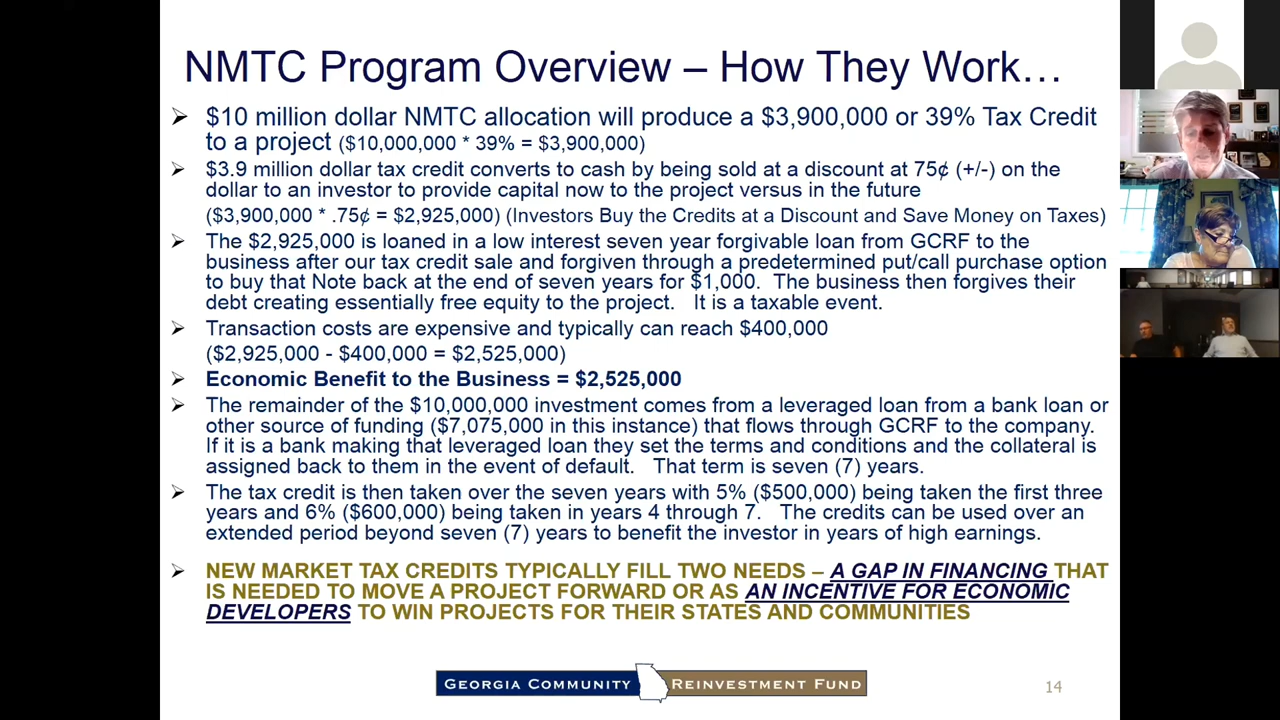 NMTC Program Overview – How They Work…
➢ $10 million dollar NMTC allocation will produce a $3,900,000 or 39% Tax Credit
to a project ($10,000,000 * 39% = $3,900,000)
➢ $3.9 million dollar tax credit converts to cash by being sold at a discount at 75¢ (+/-) on the
dollar to an investor to provide capital now to the project versus in the future
($3,900,000 * .75¢ = $2,925,000) (Investors Buy the Credits at a Discount and Save Money on Taxes)
➢ The $2,925,000 is loaned in a low interest seven year forgivable loan from GCRF to the
business after our tax credit sale and forgiven through a predetermined put/call purchase option
to buy that Note back at the end of seven years for $1,000. The business then forgives their
debt creating essentially free equity to the project. It is a taxable event.
➢ Transaction costs are expensive and typically can reach $400,000
($2,925,000 - $400,000 = $2,525,000)
➢ Economic Benefit to the Business = $2,525,000
➢ The remainder of the $10,000,000 investment comes from a leveraged loan from a bank loan or
other source of funding ($7,075,000 in this instance) that flows through GCRF to the company.
If it is a bank making that leveraged loan they set the terms and conditions and the collateral is
assigned back to them in the event of default. That term is seven (7) years.
➢ The tax credit is then taken over the seven years with 5% ($500,000) being taken the first three
years and 6% ($600,000) being taken in years 4 through 7. The credits can be used over an
extended period beyond seven (7) years to benefit the investor in years of high earnings.
➢ NEW MARKET TAX CREDITS TYPICALLY FILL TWO NEEDS – A GAP IN FINANCING THAT
IS NEEDED TO MOVE A PROJECT FORWARD OR AS AN INCENTIVE FOR ECONOMIC
DEVELOPERS TO WIN PROJECTS FOR THEIR STATES AND COMMUNITIES
GEORGIA COMMUNITY REINVESTMENT FUND
14